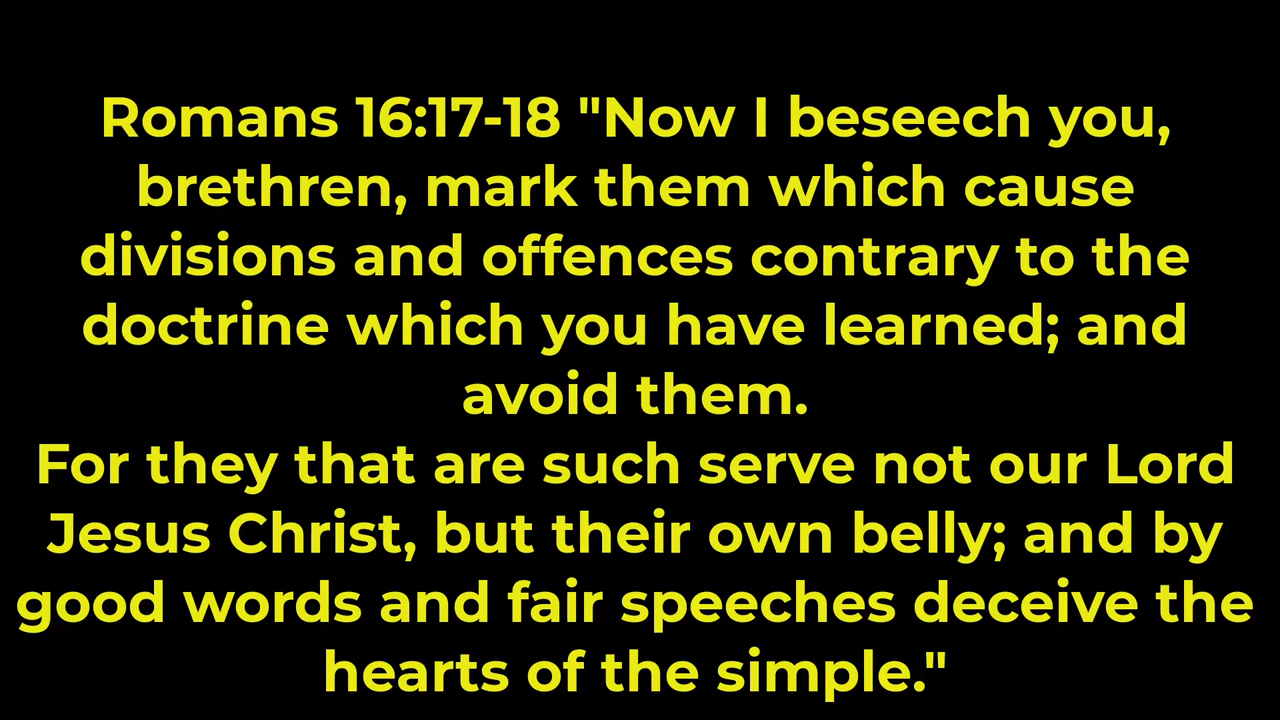 Romans 16:17-18 "Now I beseech you,
brethren, mark them which cause
divisions and offences contrary to the
doctrine which you have learned; and
avoid them.
For they that are such serve not our Lord
Jesus Christ, but their own belly; and by
good words and fair speeches deceive the
hearts of the simple."